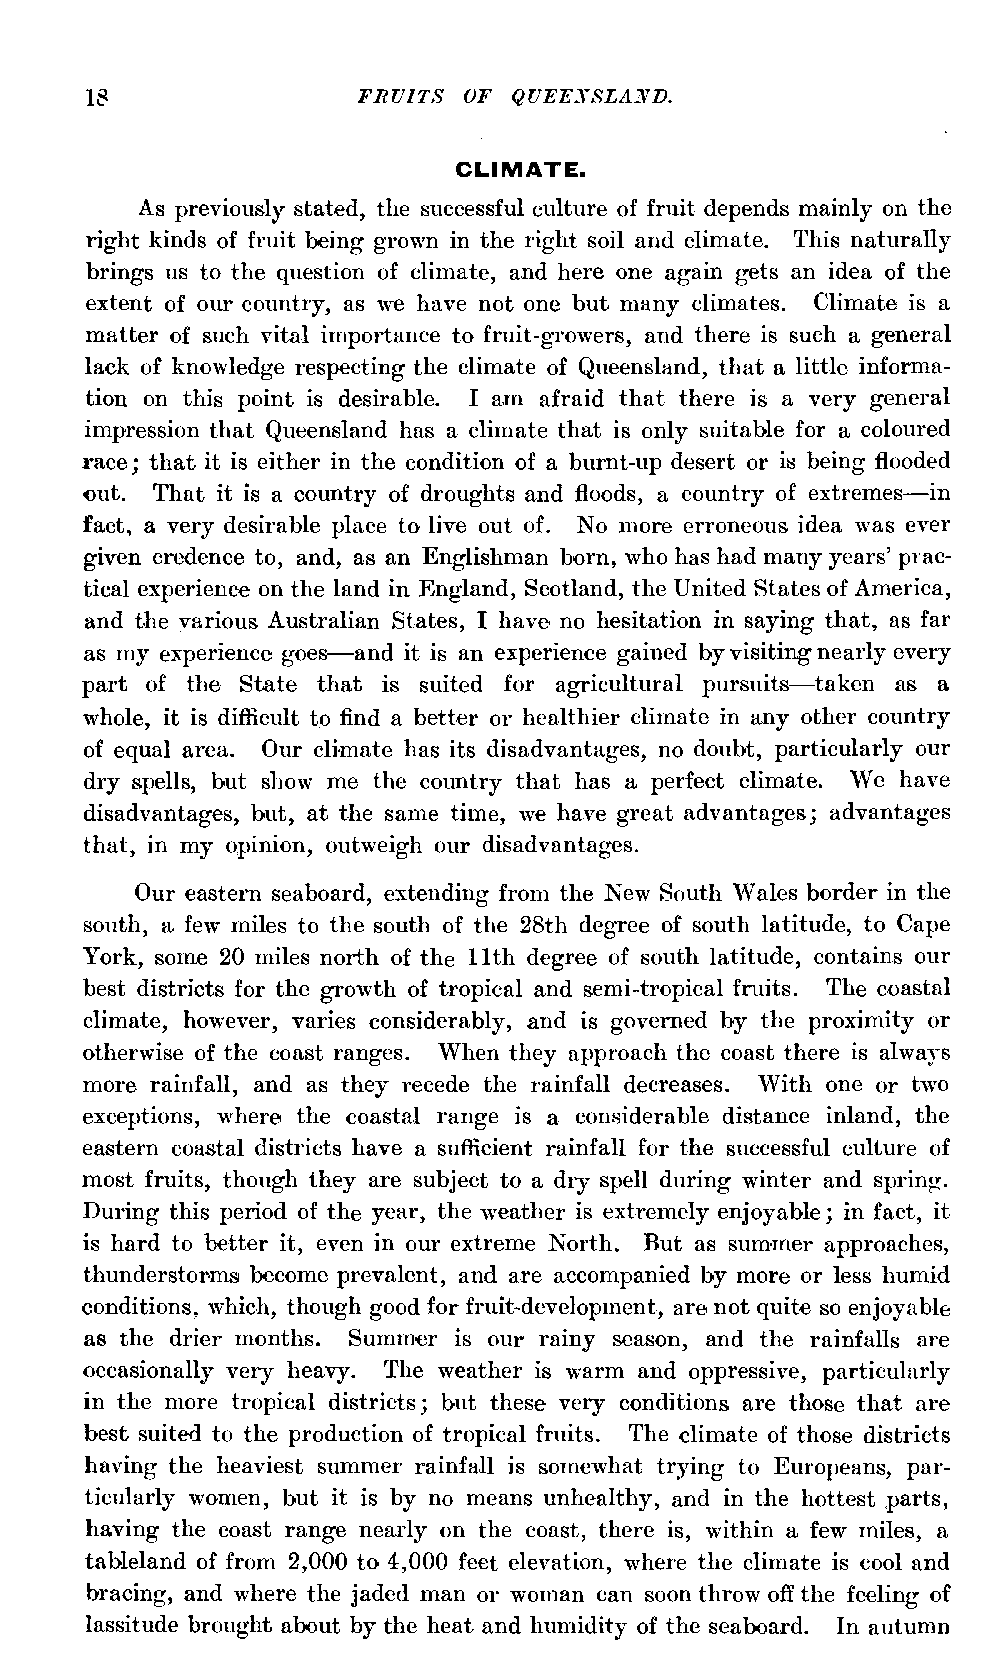 18 FRUITS OF QUEENSLAND.
CLIMATE.
As previously stated, the successful culture of fruit depends mainly on the
right kinds of fruit being grown in the right soil and climate. This naturally
brings us to the question of climate, and here one again gets an idea of the
extent of our country, as we have not one but many climates. Climate is a
matter of such vital importance to fruit-growers, and there is such a general
lack of knowledge respecting the climate of Queensland, that a little informa-
tion on this point is desirable. I am afraid that there is a very general
impression that Queensland has a climate that is only suitable for a coloured
race; that it is either in the condition of a burnt-up desert or is being flooded
out. That it is a country of droughts and floods, a country of extremes—in
fact, a very desirable place to live out of. No more erroneous idea was ever
given credence to, and, as an Englishman born, who has had many years' prac-
tical experience on the land in England, Scotland, the United States of America,
and the various Australian States, I have no hesitation in saying that, as far
as my experience goes—and it is an experience gained by visiting nearly every
part of the State that is suited for agricultural pursuits—taken as a
whole, it is difficult to find a better or healthier climate in any other country
of equal area. Our climate has its disadvantages, no doubt, particularly our
dry spells, but show me the country that has a perfect climate. We have
disadvantages, but, at the same time, we have great advantages; advantages
that, in my opinion, outweigh our disadvantages.
Our eastern seaboard, extending from the New South Wales border in the
south, a few miles to the south of the 28th degree of south latitude, to Cape
York, some 20 miles north of the 11th degree of south latitude, contains our
best districts for the growth of tropical and semi-tropical fruits. The coastal
climate, however, varies considerably, and is governed by the proximity or
otherwise of the coast ranges. When they approach the coast there is always
more rainfall, and as they recede the rainfall decreases. With one or two
exceptions, where the coastal range is a considerable distance inland, the
eastern coastal districts have a sufficient rainfall for the successful culture of
most fruits, though they are subject to a dry spell during winter and spring.
During this period of the year, the weather is extremely enjoyable; in fact, it
is hard to better it, even in our extreme North. But as summer approaches,
thunderstorms become prevalent, and are accompanied by more or less humid
conditions, which, though good for fruit-development, are not quite so enjoyable
as the drier months. Summer is our rainy season, and the rainfalls are
occasionally very heavy. The weather is warm and oppressive, particularly
in the more tropical districts; but these very conditions are those that are
best suited to the production of tropical fruits. The climate of those districts
having the heaviest summer rainfall is somewhat trying to Europeans, par-
ticularly women, but it is by no means unhealthy, and in the hottest parts,
having the coast range nearly on the coast, there is, within a few miles, a
tableland of from 2,000 to 4,000 feet elevation, where the climate is cool and
bracing, and where the jaded man or woman can soon throw off the feeling of
lassitude brought about by the heat and humidity of the seaboard. In autumn